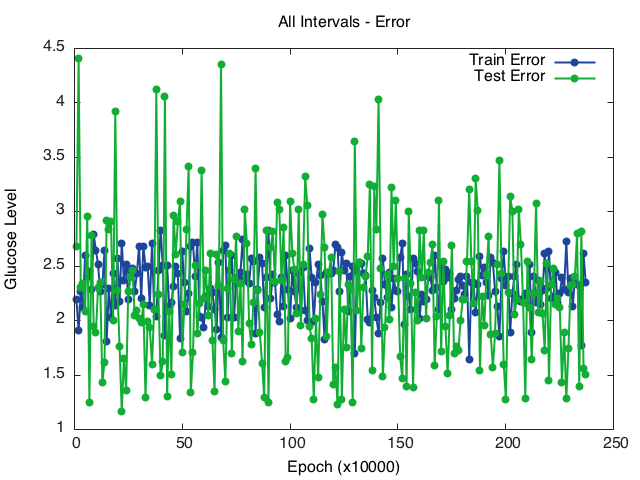 All Intervals - Error
Train Error
Test Error
4.5
4
3.5
3
2.5
2
1.5
1
Glucose Level
0
50
100
150
200
250
Epoch (x10000)